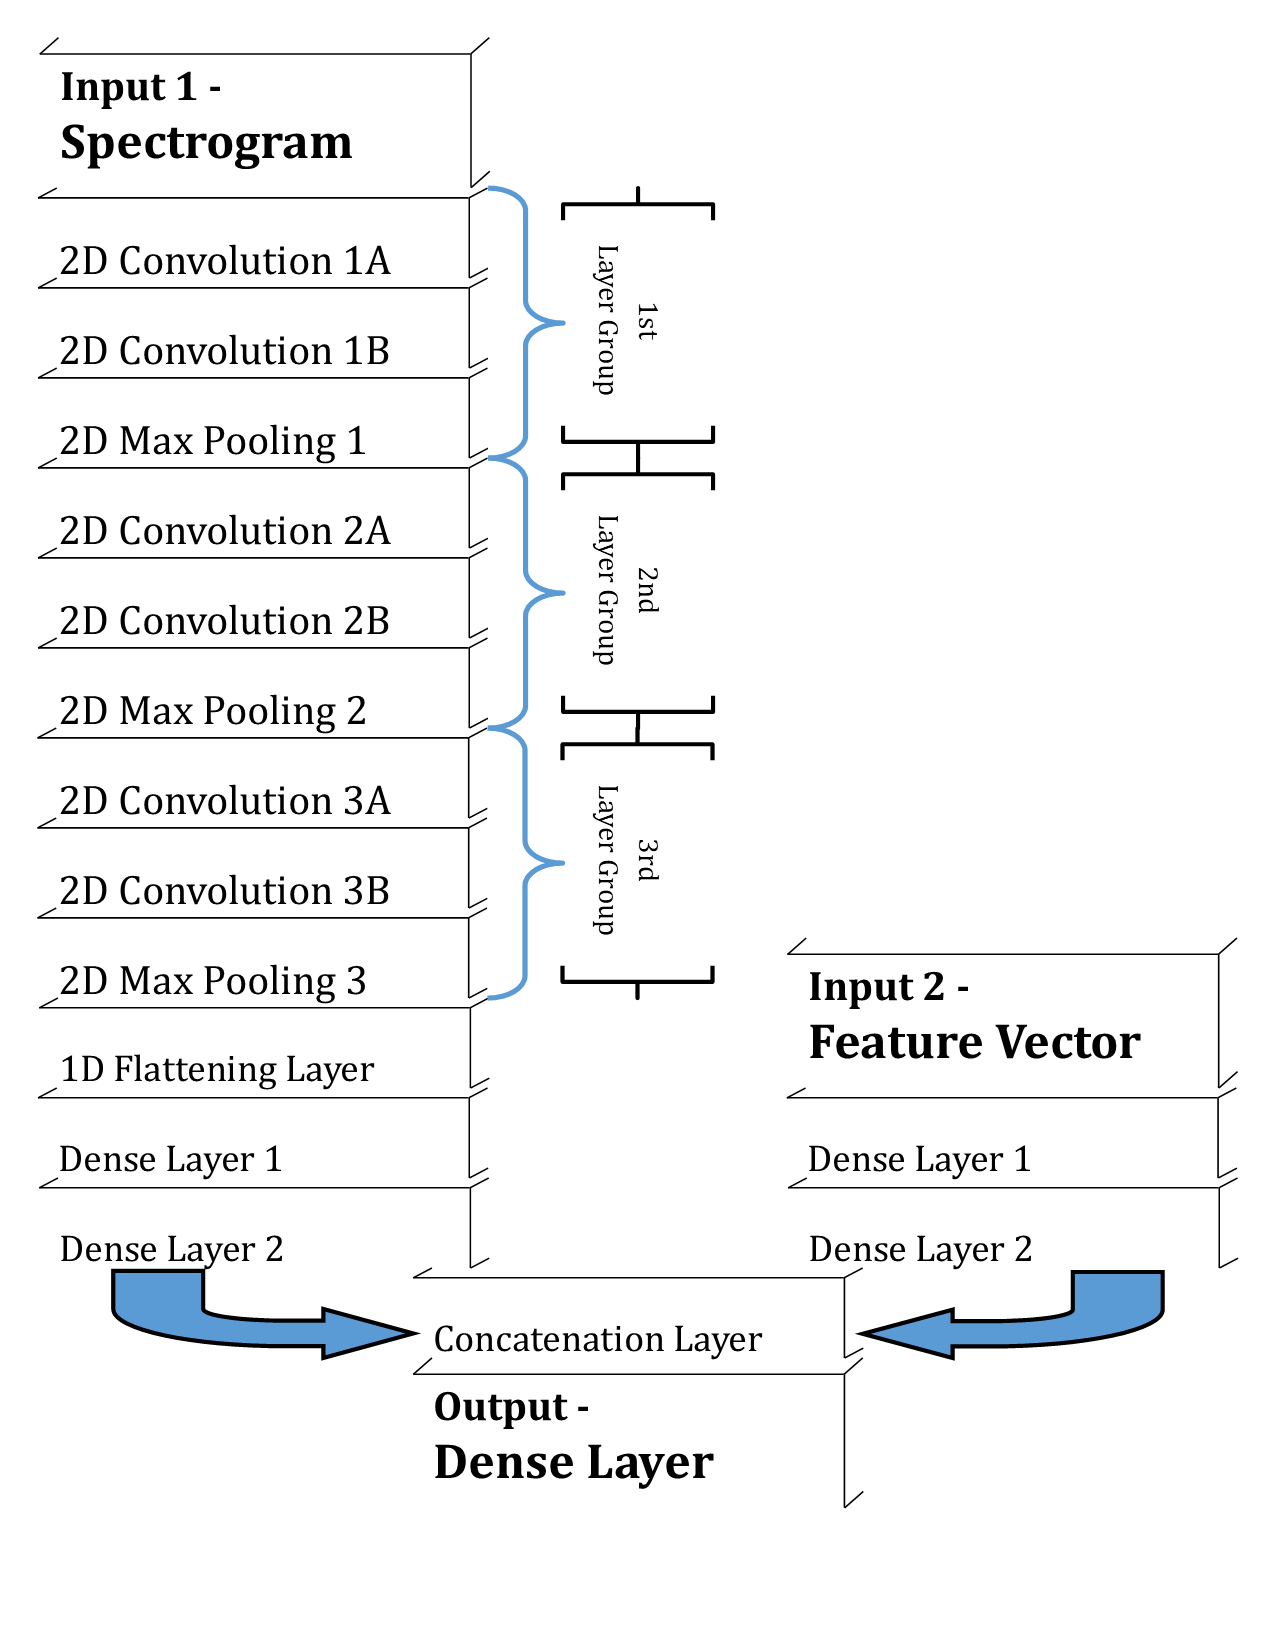 Input 1 -
Spectrogram
2D Convolution 1A
2D Convolution 1B
2D Max Pooling 1
2D Convolution 2A
2D Convolution 2B
2D Max Pooling 2
2D Convolution 3A
2D Convolution 3B
2D Max Pooling 3
1D Flattening Layer
Dense Layer 1
Dense Layer 2
1st
Layer Group
2nd
Layer Group
3rd
Layer Group
Input 2 -
Feature Vector
Dense Layer 1
Dense Layer 2
Concatenation Layer
Output -
Dense Layer